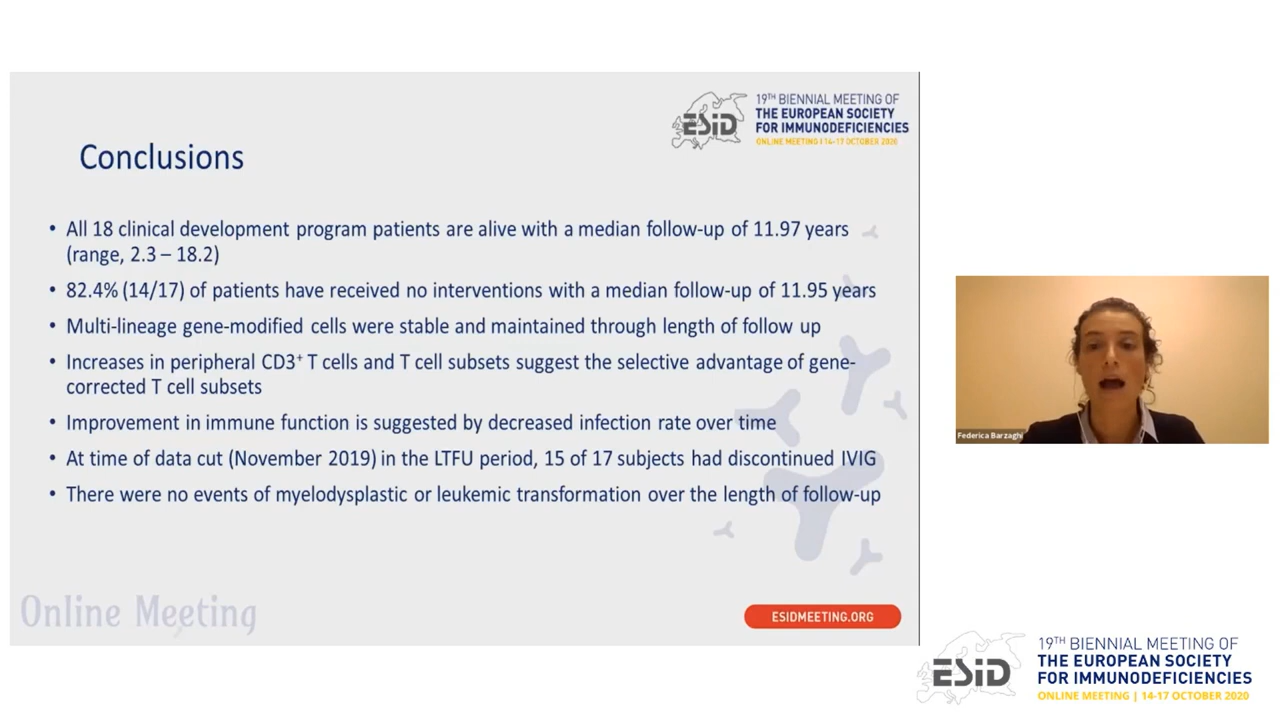 19TH BIENNIAL MEETING OF
ESID
THE EUROPEAN SOCIETY
FOR IMMUNODEFICIENCIES
ONLINE MEETING | 14-17 OCTOBER 2020
Conclusions
• All 18 clinical development program patients are alive with a median follow-up of 11.97 years
(range, 2.3 – 18.2)
• 82.4% (14/17) of patients have received no interventions with a median follow-up of 11.95 years
• Multi-lineage gene-modified cells were stable and maintained through length of follow up
• Increases in peripheral CD3⁺ T cells and T cell subsets suggest the selective advantage of gene-
corrected T cell subsets
• Improvement in immune function is suggested by decreased infection rate over time
• At time of data cut (November 2019) in the LTFU period, 15 of 17 subjects had discontinued IVIG
• There were no events of myelodysplastic or leukemic transformation over the length of follow-up
Online Meeting
ESIDMEETING.ORG
Federica Barzaghi
19TH BIENNIAL MEETING OF
ESID
THE EUROPEAN SOCIETY
FOR IMMUNODEFICIENCIES
ONLINE MEETING | 14-17 OCTOBER 2020